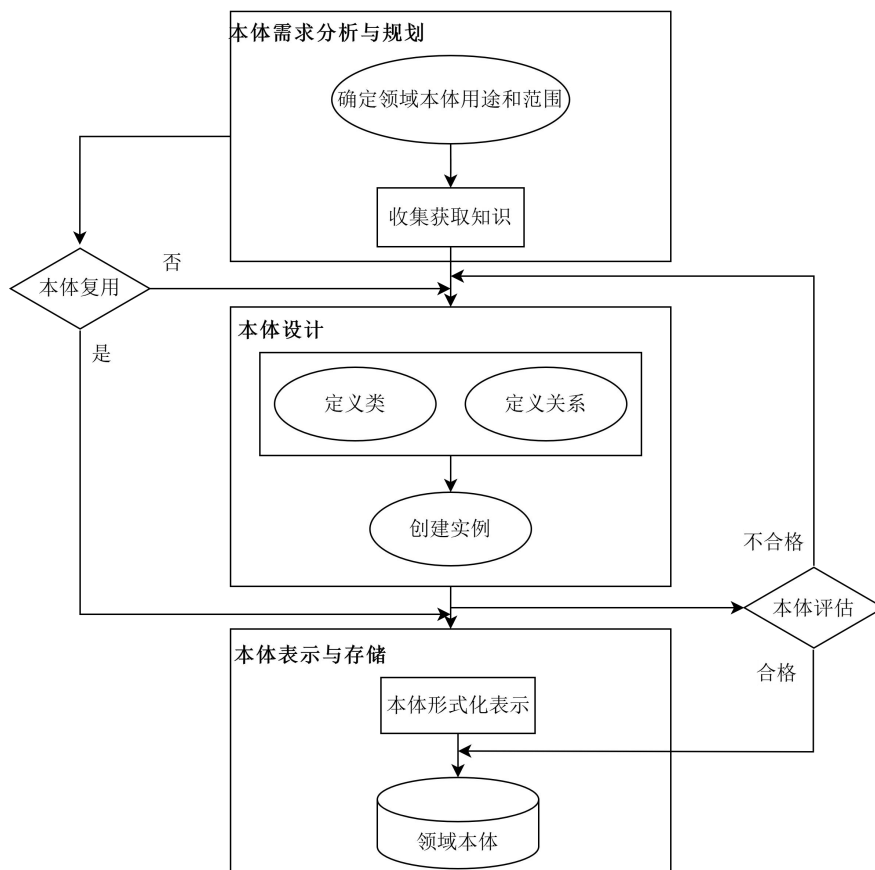 本体需求分析与规划
确定领域本体用途和范围
收集获取知识
否
本体复用
是
本体设计
定义类
定义关系
创建实例
不合格
本体评估
合格
本体表示与存储
本体形式化表示
领域本体